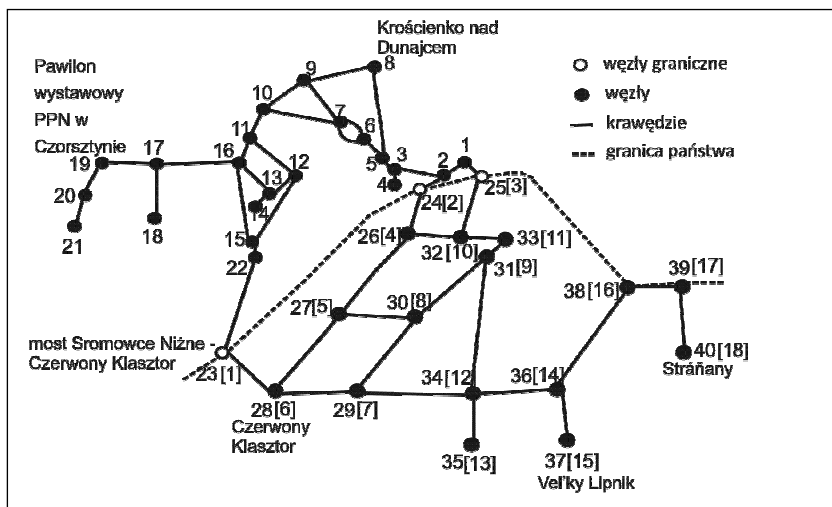 Krościenko nad
Dunajcem
Pawilon
wystawowy
PPN w
Czorsztynie
węzły graniczne
węzły
krawędzie
granica państwa
9
8
10
7
6
11
5
3
1
19
17
16
12
4
2
13
25[3]
20
14
24[2]
21
18
15
26[4]
32[10]
33[11]
22
31[9]
39[17]
38[16]
27[5]
30[8]
most Sromowce Niżne -
Czerwony Klasztor
23[1]
34[12]
36[14]
40[18]
Stráňany
28[6]
29[7]
Czerwony
Klasztor
35[13]
37[15]
Veľky Lipnik